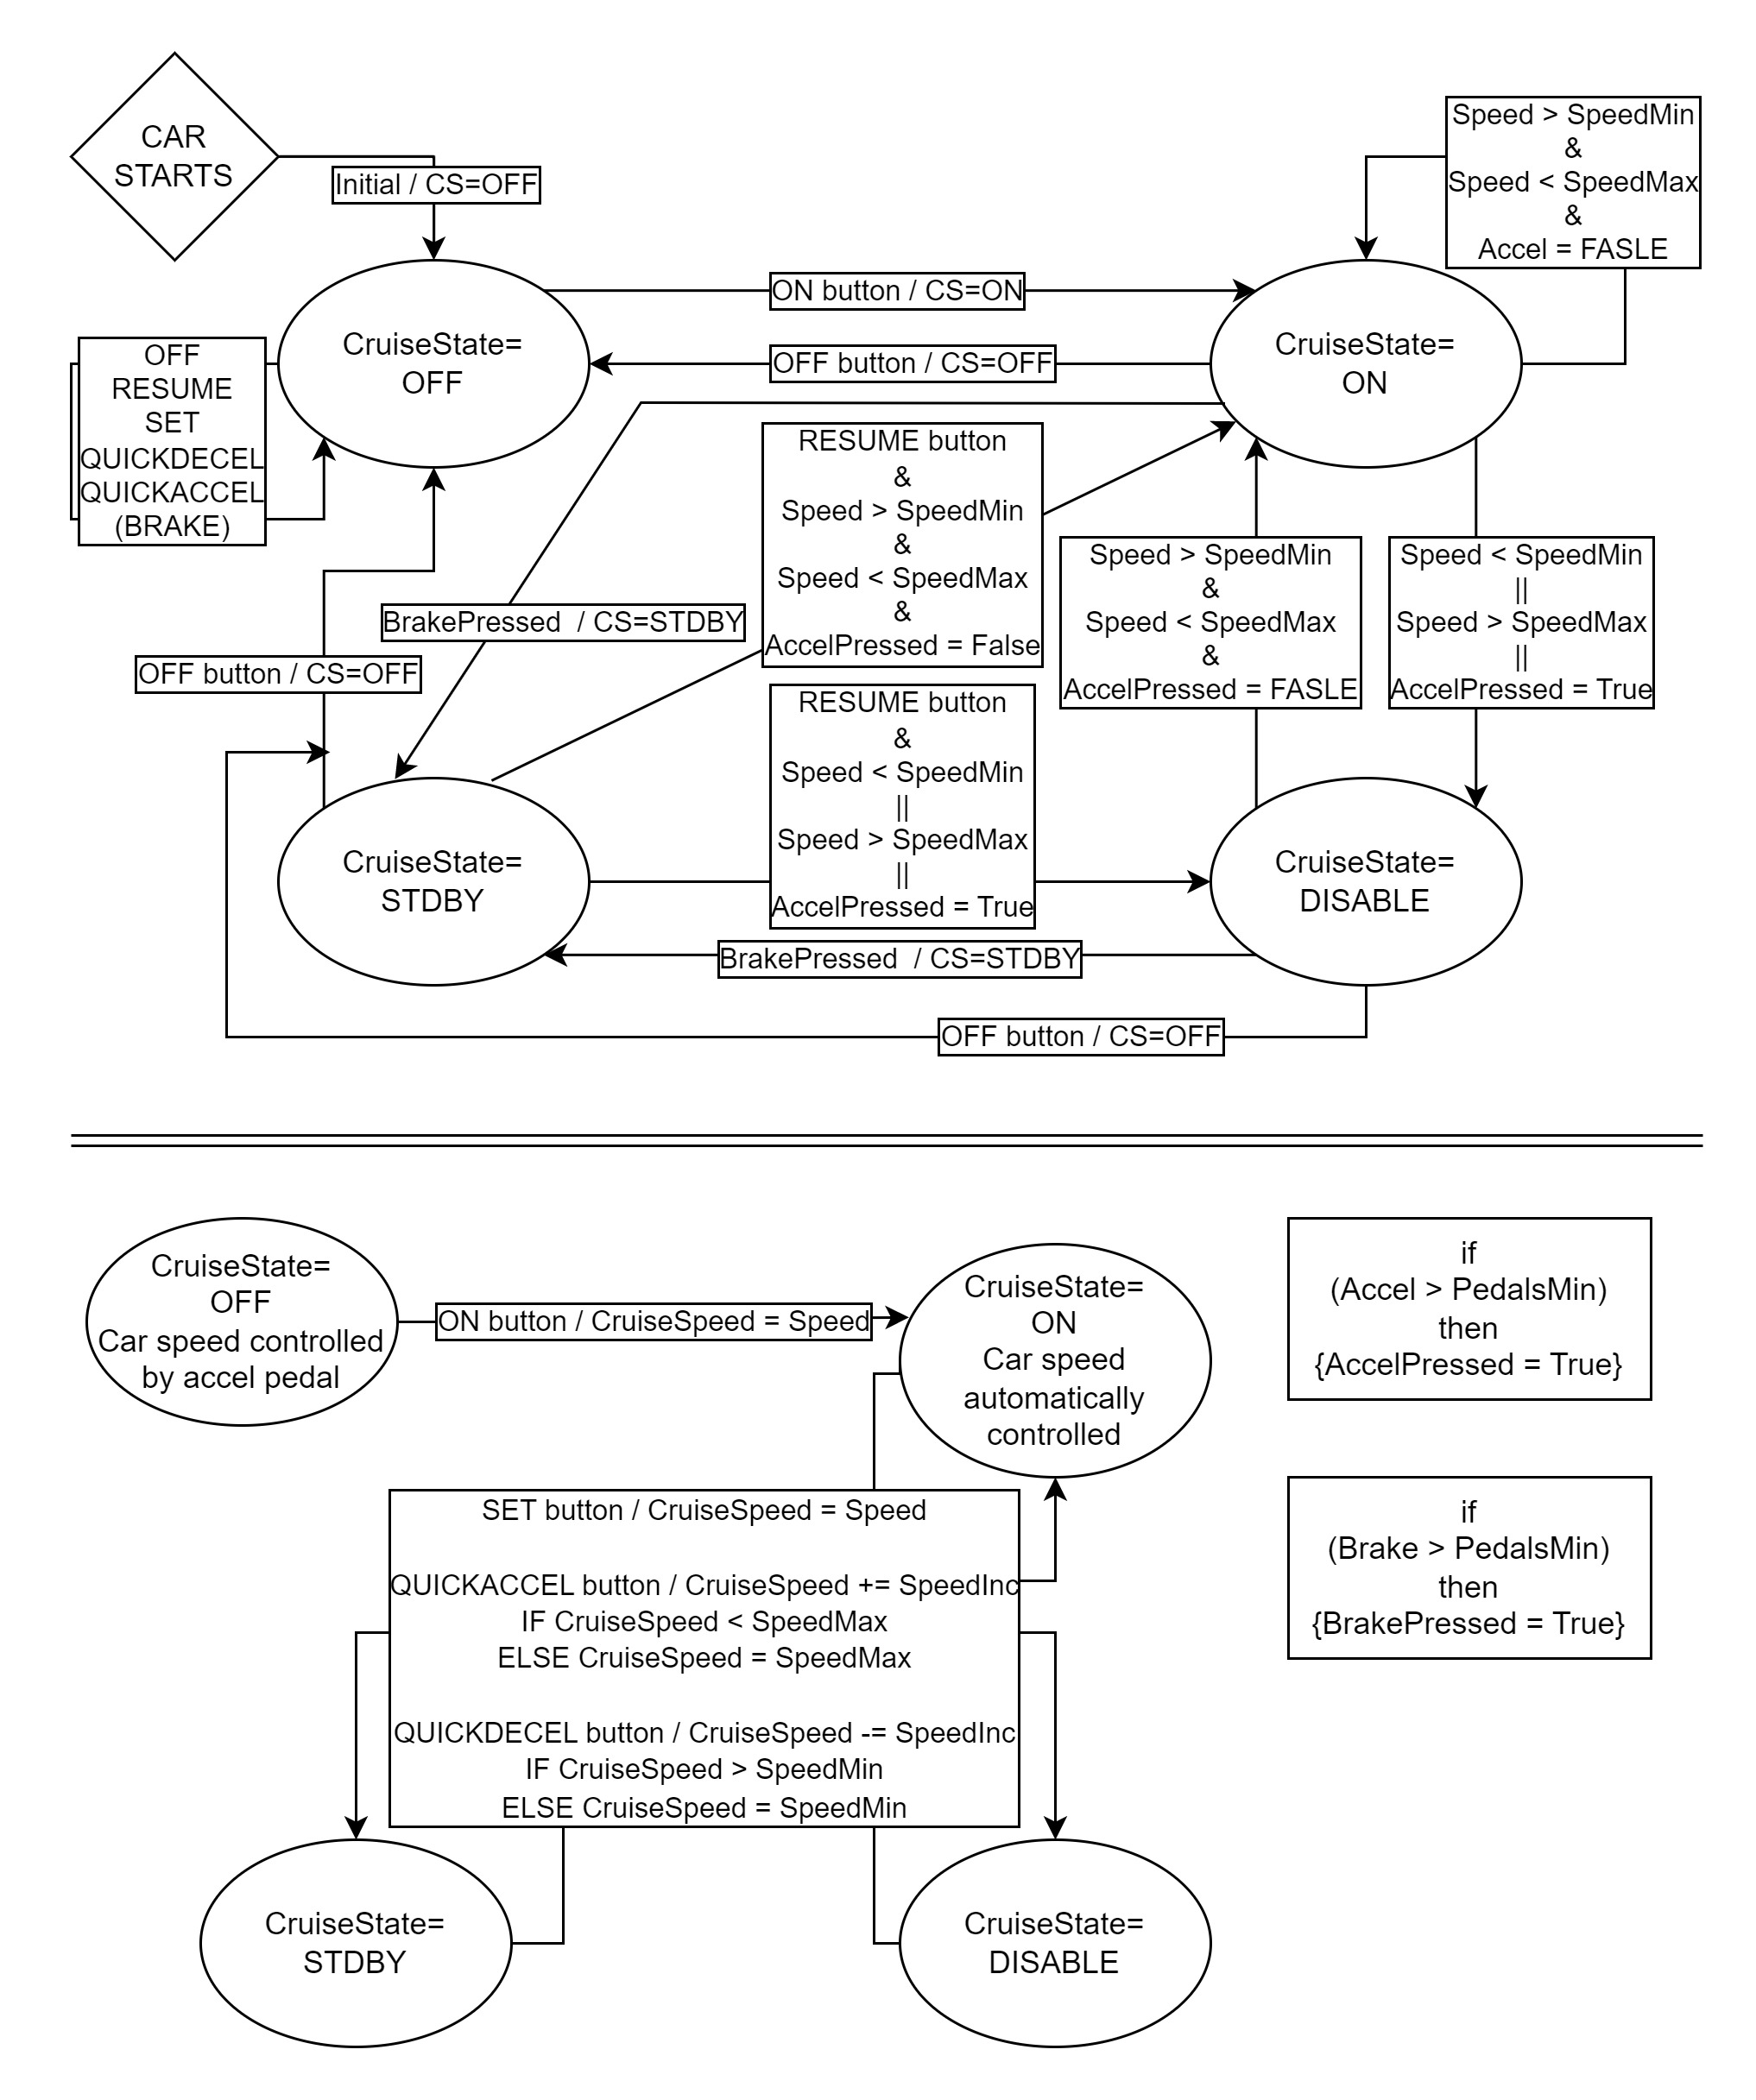 CAR
STARTS
Initial / CS=OFF
Speed > SpeedMin
&
Speed < SpeedMax
&
Accel = FASLE
ON button / CS=ON
CruiseState=
OFF
OFF button / CS=OFF
CruiseState=
ON
OFF
RESUME
SET
QUICKDECEL
QUICKACCEL
(BRAKE)
RESUME button
&
Speed > SpeedMin
&
Speed < SpeedMax
&
AccelPressed = False
Speed > SpeedMin
&
Speed < SpeedMax
&
AccelPressed = FASLE
Speed < SpeedMin
||
Speed > SpeedMax
||
AccelPressed = True
BrakePressed  / CS=STDBY
OFF button / CS=OFF
RESUME button
&
Speed < SpeedMin
||
Speed > SpeedMax
||
AccelPressed = True
CruiseState=
STDBY
CruiseState=
DISABLE
BrakePressed  / CS=STDBY
OFF button / CS=OFF
CruiseState=
OFF
Car speed controlled
by accel pedal
ON button / CruiseSpeed = Speed
CruiseState=
ON
Car speed
automatically
controlled
if
(Accel > PedalsMin)
then
{AccelPressed = True}
SET button / CruiseSpeed = Speed
QUICKACCEL button / CruiseSpeed += SpeedInc
IF CruiseSpeed < SpeedMax
ELSE CruiseSpeed = SpeedMax
QUICKDECEL button / CruiseSpeed -= SpeedInc
IF CruiseSpeed > SpeedMin
ELSE CruiseSpeed = SpeedMin
if
(Brake > PedalsMin)
then
{BrakePressed = True}
CruiseState=
STDBY
CruiseState=
DISABLE